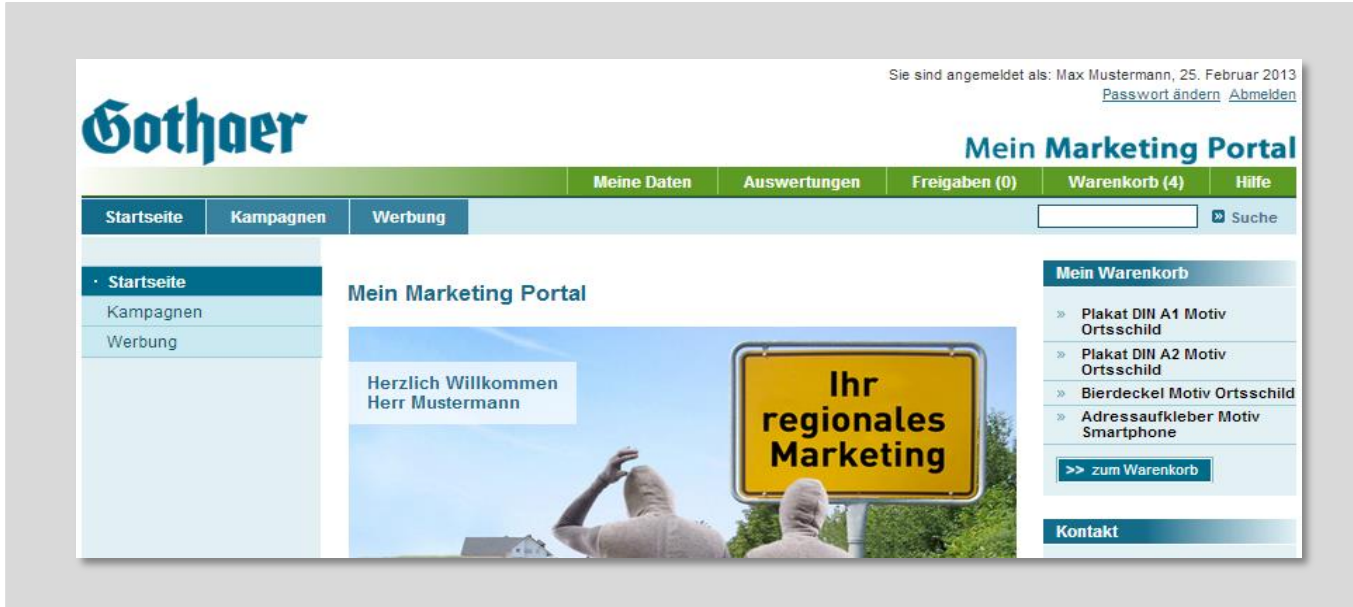 Sie sind angemeldet als: Max Mustermann, 25. Februar 2013
Passwort ändern Abmelden
Gothaer
Mein Marketing Portal
Meine Daten Auswertungen Freigaben (0) Warenkorb (4) Hilfe
Startseite Kampagnen Werbung Suche
Startseite
Kampagnen
Werbung
Mein Marketing Portal
Herzlich Willkommen
Herr Mustermann
Ihr
regionales
Marketing
Mein Warenkorb
Plakat DIN A1 Motiv
Ortsschild
Plakat DIN A2 Motiv
Ortsschild
Bierdeckel Motiv Ortsschild
Adressaufkleber Motiv
Smartphone
>> zum Warenkorb
Kontakt